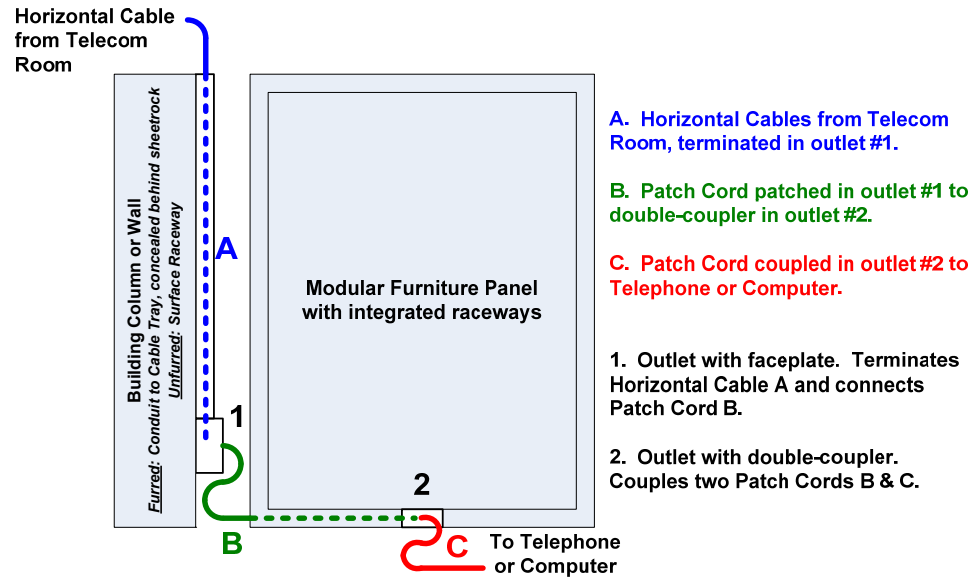 Horizontal Cable
from Telecom
Room
Building Column or Wall
Furred: Conduit to Cable Tray, concealed behind sheetrock
Unfurred: Surface Raceway
A
1
B
Modular Furniture Panel
with integrated raceways
2
C
To Telephone
or Computer
A. Horizontal Cables from Telecom
Room, terminated in outlet #1.
B. Patch Cord patched in outlet #1 to
double-coupler in outlet #2.
C. Patch Cord coupled in outlet #2 to
Telephone or Computer.
1. Outlet with faceplate. Terminates
Horizontal Cable A and connects
Patch Cord B.
2. Outlet with double-coupler.
Couples two Patch Cords B & C.